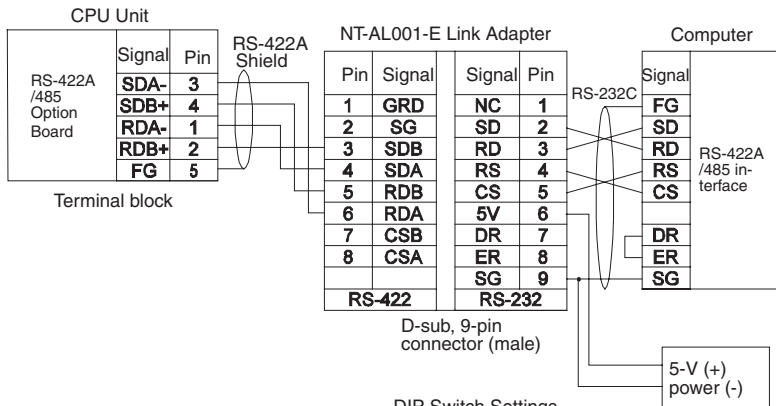 CPU Unit
RS-422A
/485
Option
Board
Signal Pin
SDA- 3
SDB+ 4
RDA- 1
RDB+ 2
FG 5
Terminal block
RS-422A
Shield
NT-AL001-E Link Adapter
Pin Signal
1 GRD
2 SG
3 SDB
4 SDA
5 RDB
6 RDA
7 CSB
8 CSA
RS-422
Signal Pin
NC 1
SD 2
RD 3
RS 4
CS 5
5V 6
DR 7
ER 8
SG 9
RS-232
D-sub, 9-pin
connector (male)
RS-232C
Computer
Signal
FG
SD
RD
RS
CS
DR
ER
SG
RS-422A
/485 in-
terface
5-V (+)
power (-)
DIP Switch Settings